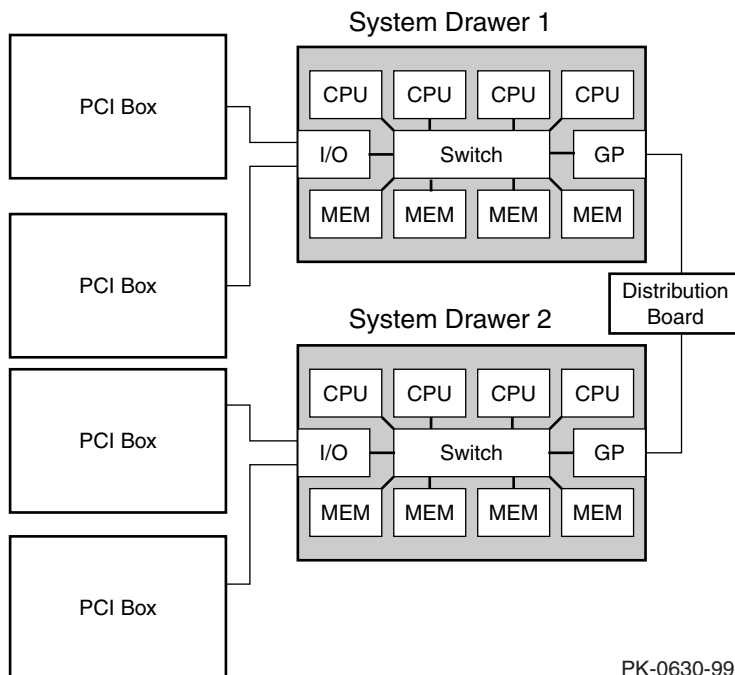 System Drawer 1
PCI Box
CPU CPU CPU CPU
I/O Switch GP
MEM MEM MEM MEM
PCI Box
Distribution
Board
System Drawer 2
PCI Box
CPU CPU CPU CPU
I/O Switch GP
MEM MEM MEM MEM
PCI Box
PK-0630-99